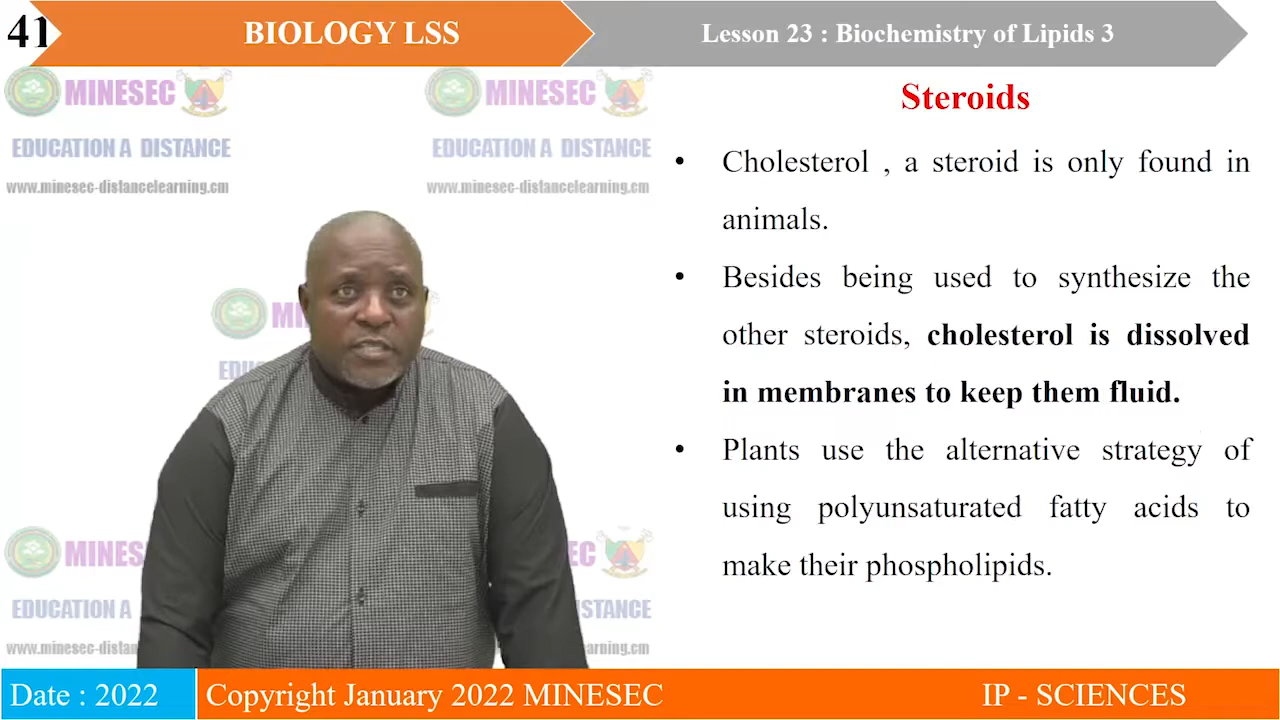 41
BIOLOGY LSS
Lesson 23 : Biochemistry of Lipids 3
MINESEC
EDUCATION A DISTANCE
www.minesec-distancelearning.cm
MINESEC
EDUCATION A DISTANCE
www.minesec-distancelearning.cm
Steroids
• Cholesterol , a steroid is only found in
animals.
• Besides being used to synthesize the
other steroids, cholesterol is dissolved
in membranes to keep them fluid.
• Plants use the alternative strategy of
using polyunsaturated fatty acids to
make their phospholipids.
Date : 2022
Copyright January 2022 MINESEC
IP - SCIENCES